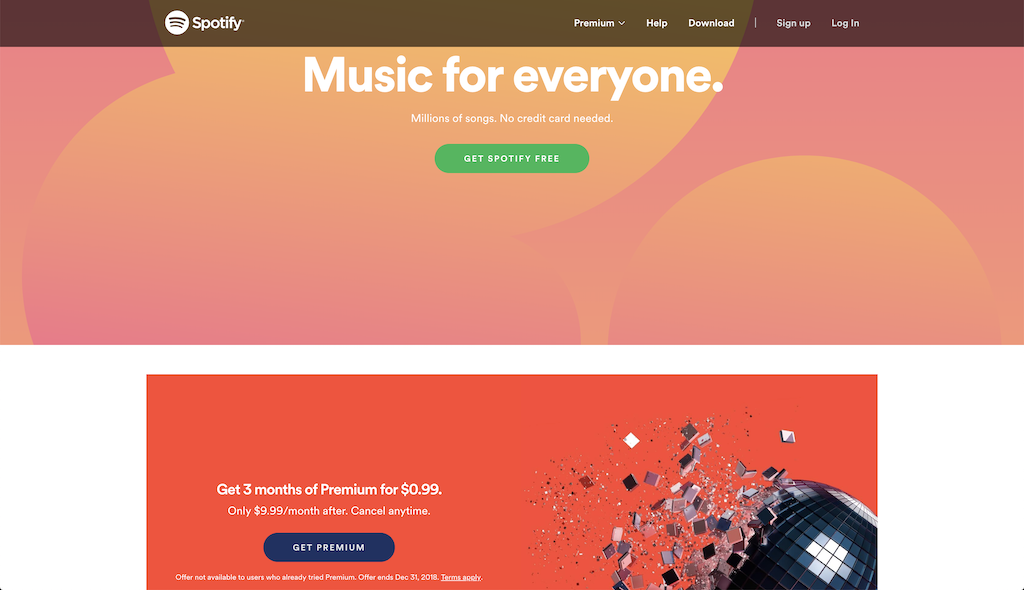 Spotify
Premium Help Download | Sign up Log In
Music for everyone.
Millions of songs. No credit card needed.
GET SPOTIFY FREE
Get 3 months of Premium for $0.99.
Only $9.99/month after. Cancel anytime.
GET PREMIUM
Offer not available to users who already tried Premium. Offer ends Dec 31, 2018. Terms apply.